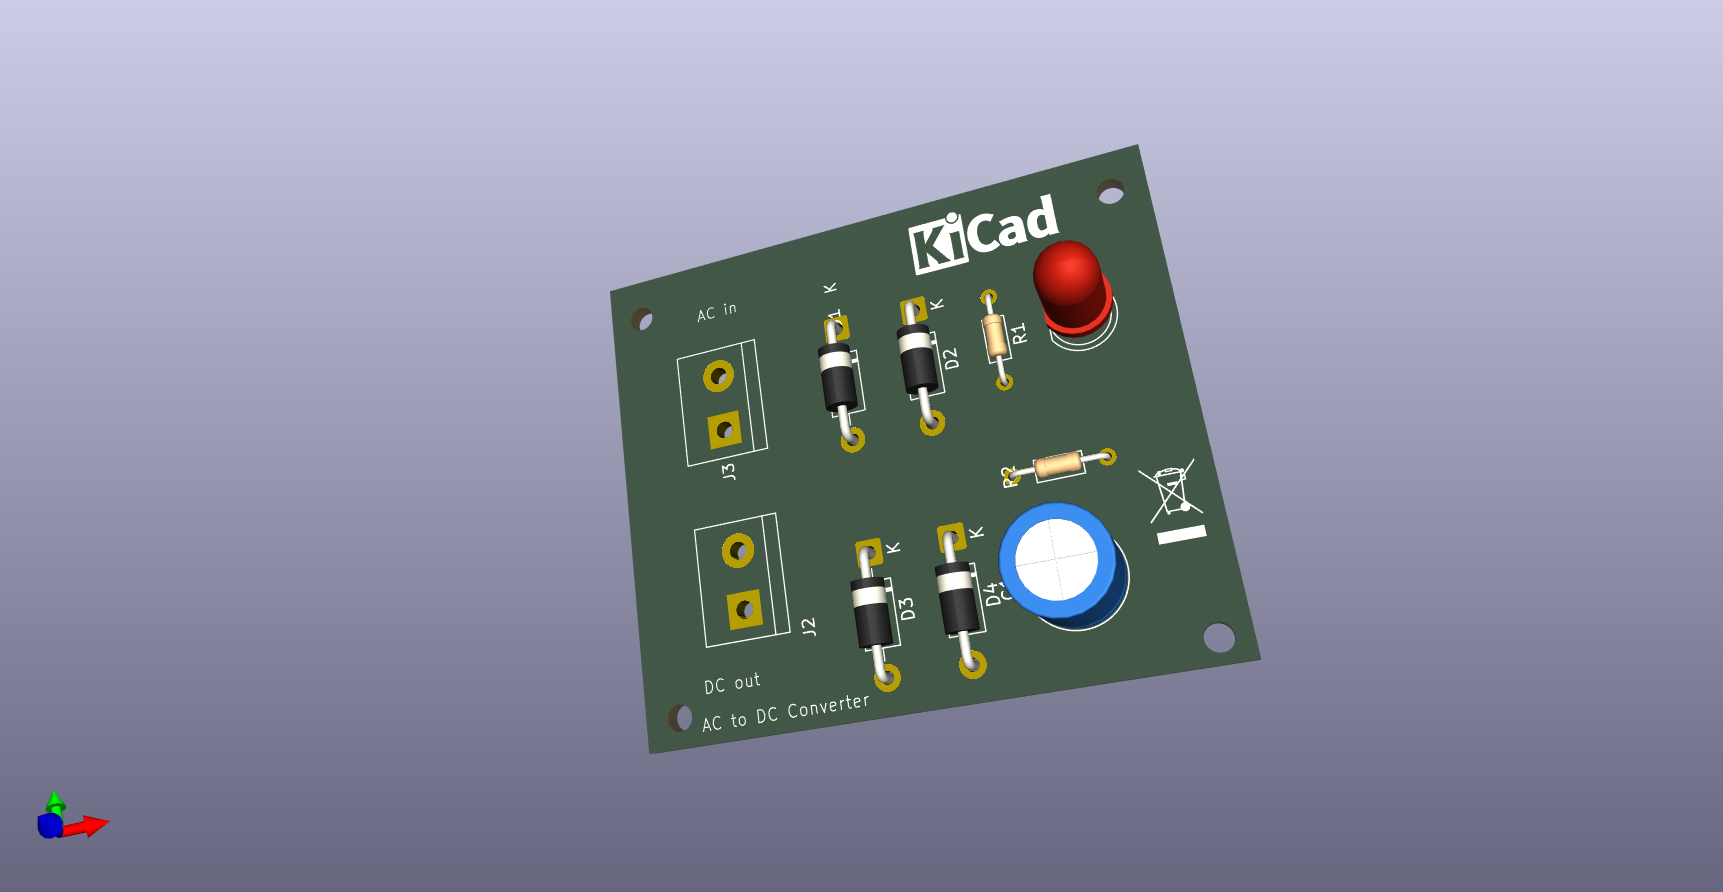 KiCad
AC in
K
K
D2
R1
J3
R2
K
K
D3
D4
J2
DC out
AC to DC Converter